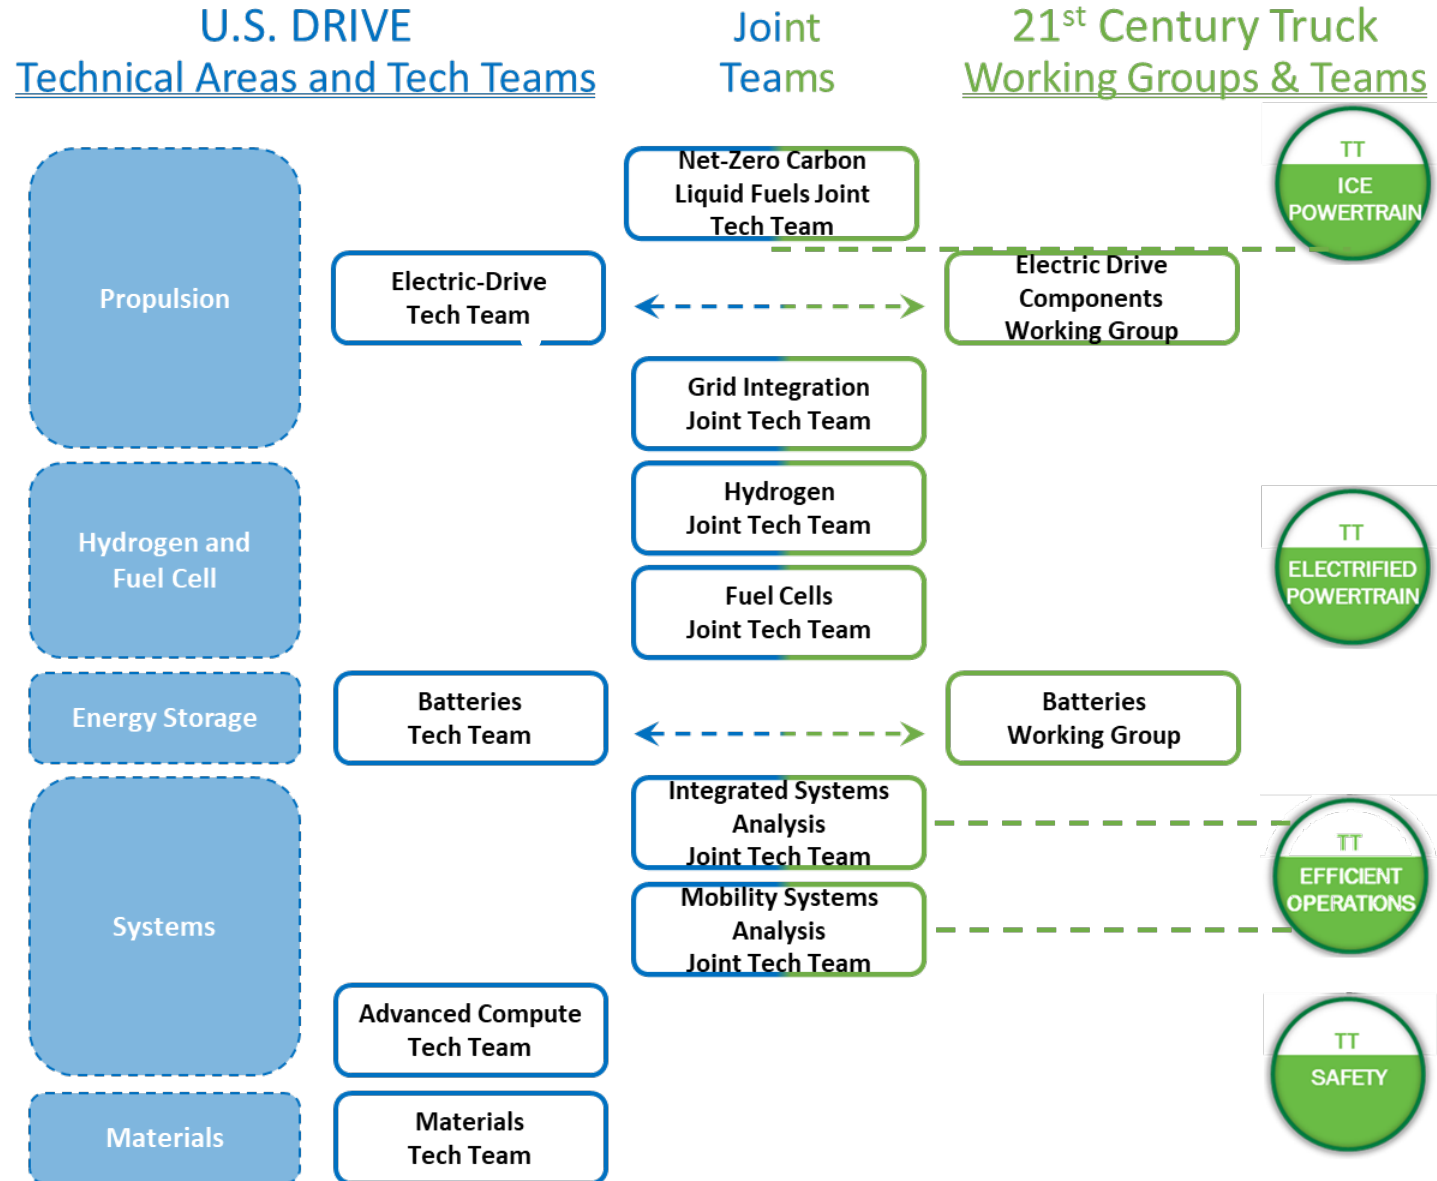 U.S. DRIVE
Technical Areas and Tech Teams
Joint
Teams
21st Century Truck
Working Groups & Teams
Propulsion
Hydrogen and
Fuel Cell
Energy Storage
Systems
Materials
Electric-Drive
Tech Team
Batteries
Tech Team
Advanced Compute
Tech Team
Materials
Tech Team
Net-Zero Carbon
Liquid Fuels Joint
Tech Team
Grid Integration
Joint Tech Team
Hydrogen
Joint Tech Team
Fuel Cells
Joint Tech Team
Integrated Systems
Analysis
Joint Tech Team
Mobility Systems
Analysis
Joint Tech Team
Electric Drive
Components
Working Group
Batteries
Working Group
TT
ICE
POWERTRAIN
TT
ELECTRIFIED
POWERTRAIN
TT
EFFICIENT
OPERATIONS
TT
SAFETY